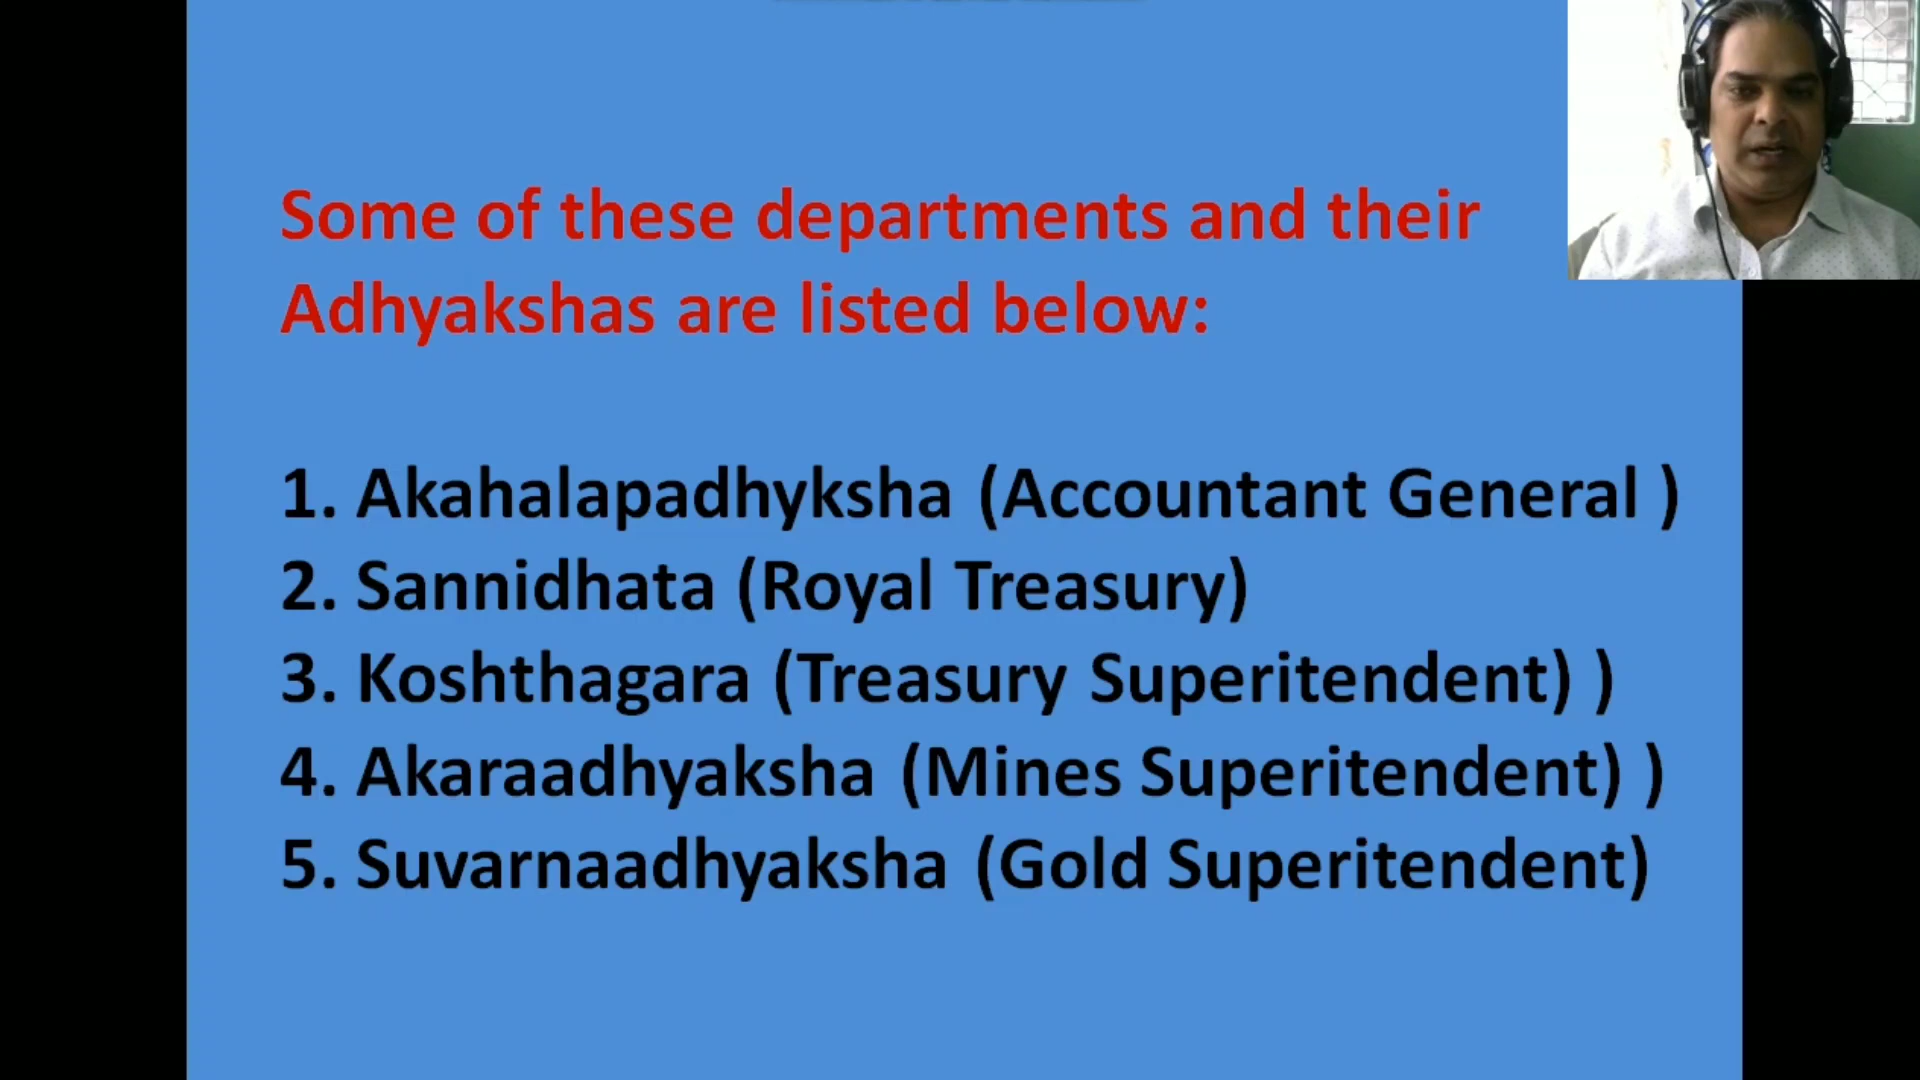 Some of these departments and their
Adhyakshas are listed below:
1. Akahalapadhyksha (Accountant General )
2. Sannidhata (Royal Treasury)
3. Koshthagara (Treasury Superitendent) )
4. Akaraadhyaksha (Mines Superitendent) )
5. Suvarnaadhyaksha (Gold Superitendent)